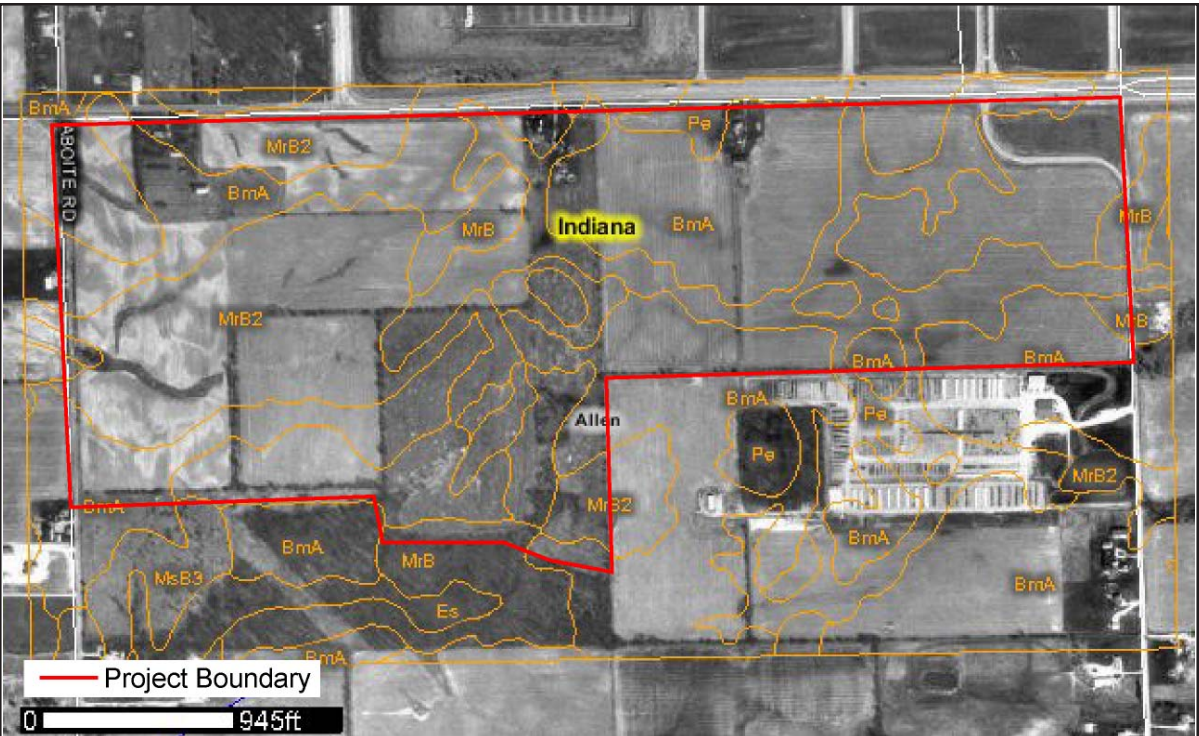 BmA
Pe
MrB2
ABOITE RD
BmA
Indiana
BmA
MrB
MrB
MrB2
MrB
BmA
BmA
BmA
Pe
Allen
Pe
MrB2
MrB2
BmA
BmA
BmA
MrB
MsB3
BmA
Es
BmA
Project Boundary
0 945ft